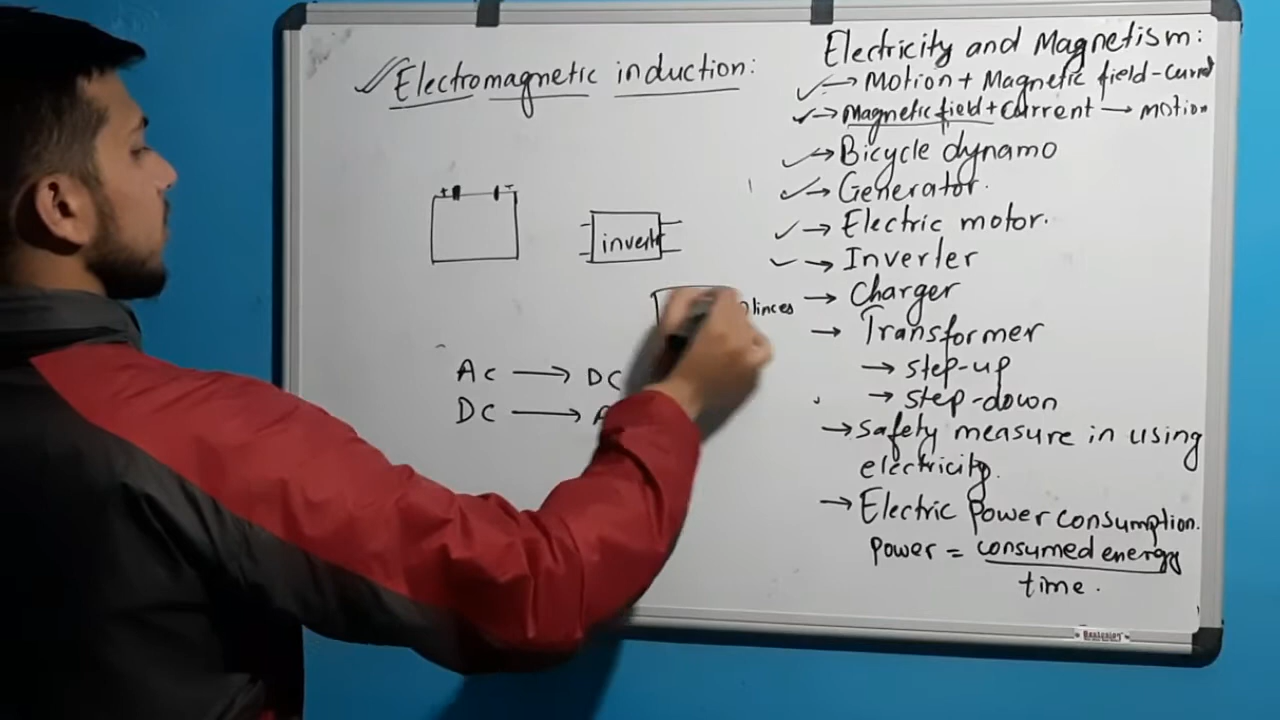 Electromagnetic induction:
+ -
invert
AC → DC
DC →
Electricity and Magnetism:
→ Motion + Magnetic field - Current
→ Magnetic field + Current → motion
→ Bicycle dynamo
→ Generator.
→ Electric motor.
→ Inverter
→ Charger
→ Transformer
→ step-up
→ step-down
→ Safety measure in using
electricity.
→ Electric Power consumption.
Power = consumed energy
time.